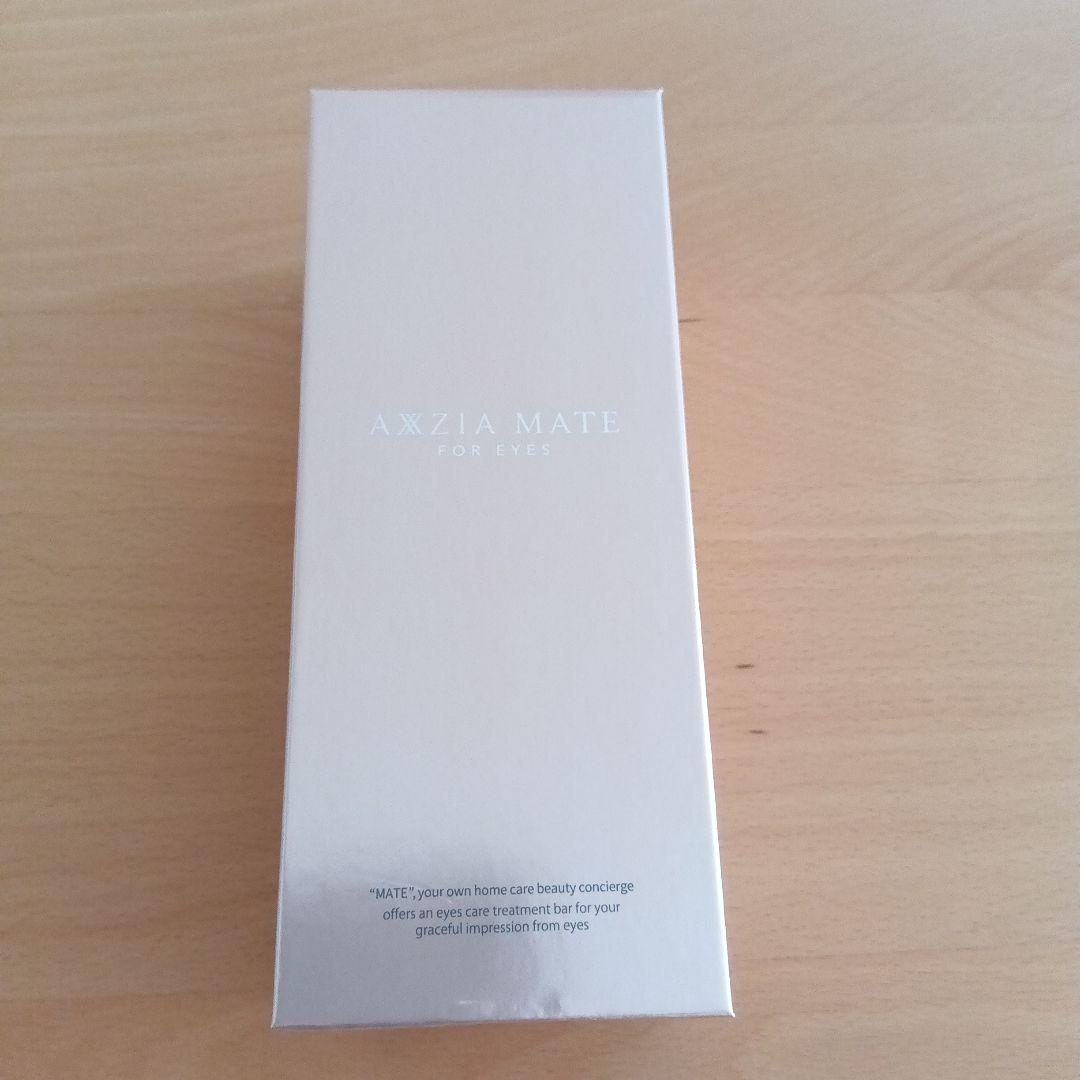 AXXZIA MATE
FOR EYES
“MATE”, your own home care beauty concierge
offers an eyes care treatment bar for your
graceful impression from eyes